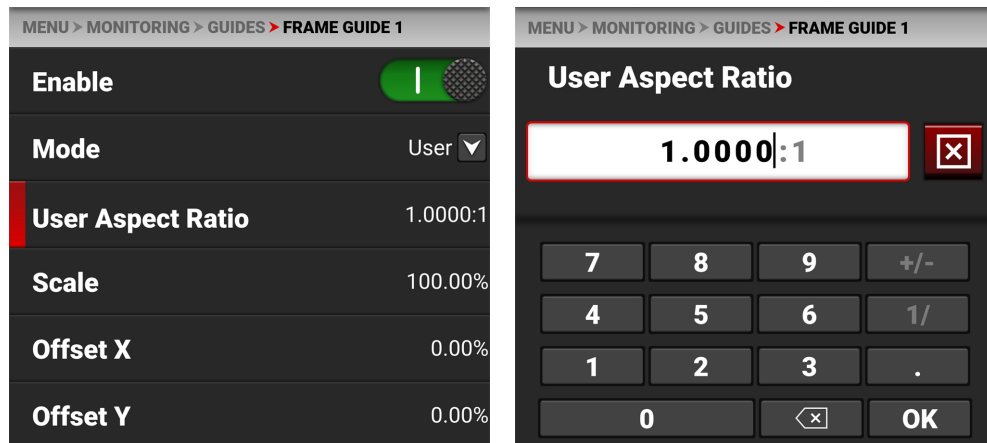 MENU > MONITORING > GUIDES > FRAME GUIDE 1
Enable
Mode User
User Aspect Ratio 1.0000:1
Scale 100.00%
Offset X 0.00%
Offset Y 0.00%
MENU > MONITORING > GUIDES > FRAME GUIDE 1
User Aspect Ratio
1.0000:1
7 8 9 +/-
4 5 6 1/
1 2 3 .
0 OK